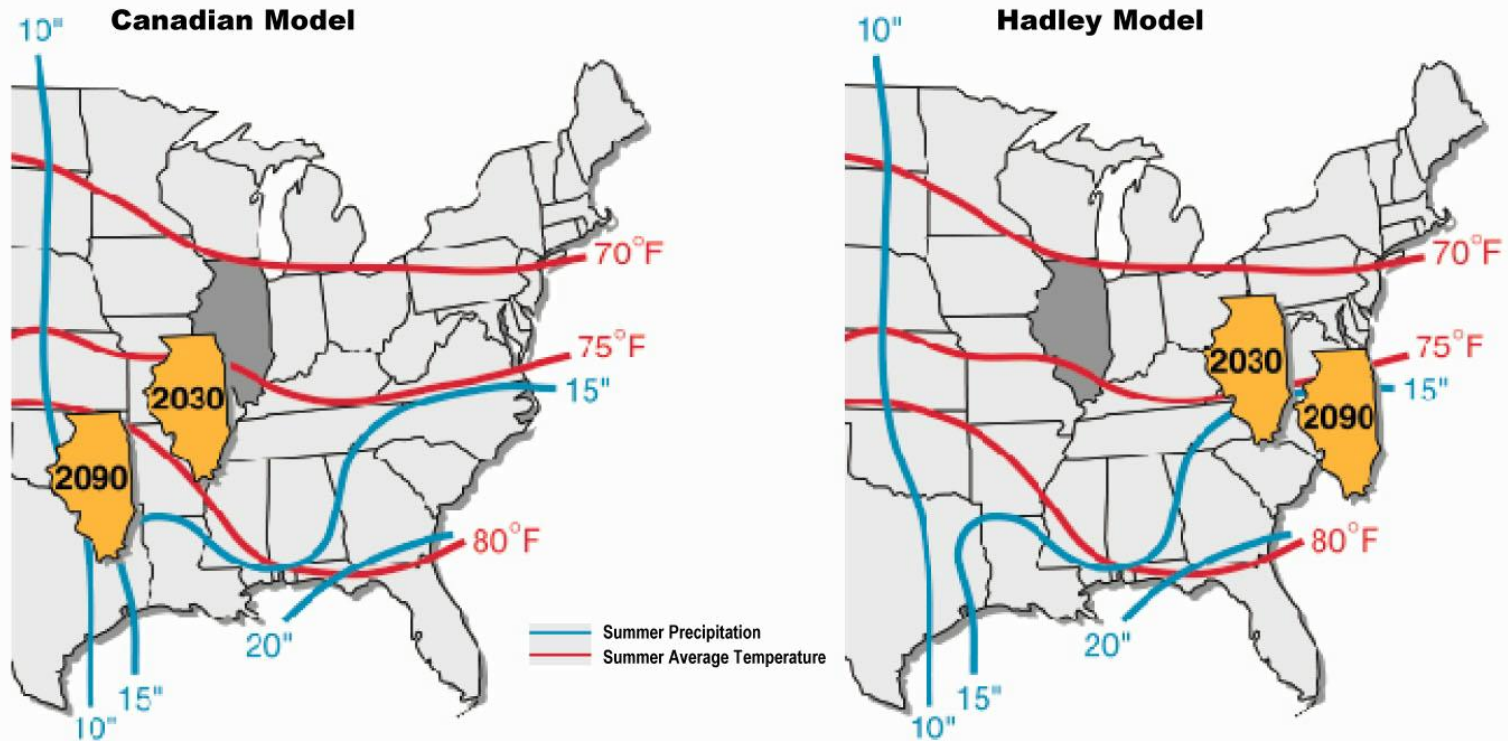 Canadian Model
10"
70°F
75°F
15"
2030
2090
80°F
20"
15"
10"
Summer Precipitation
Summer Average Temperature
Hadley Model
10"
70°F
75°F
15"
2030
2090
80°F
20"
15"
10"